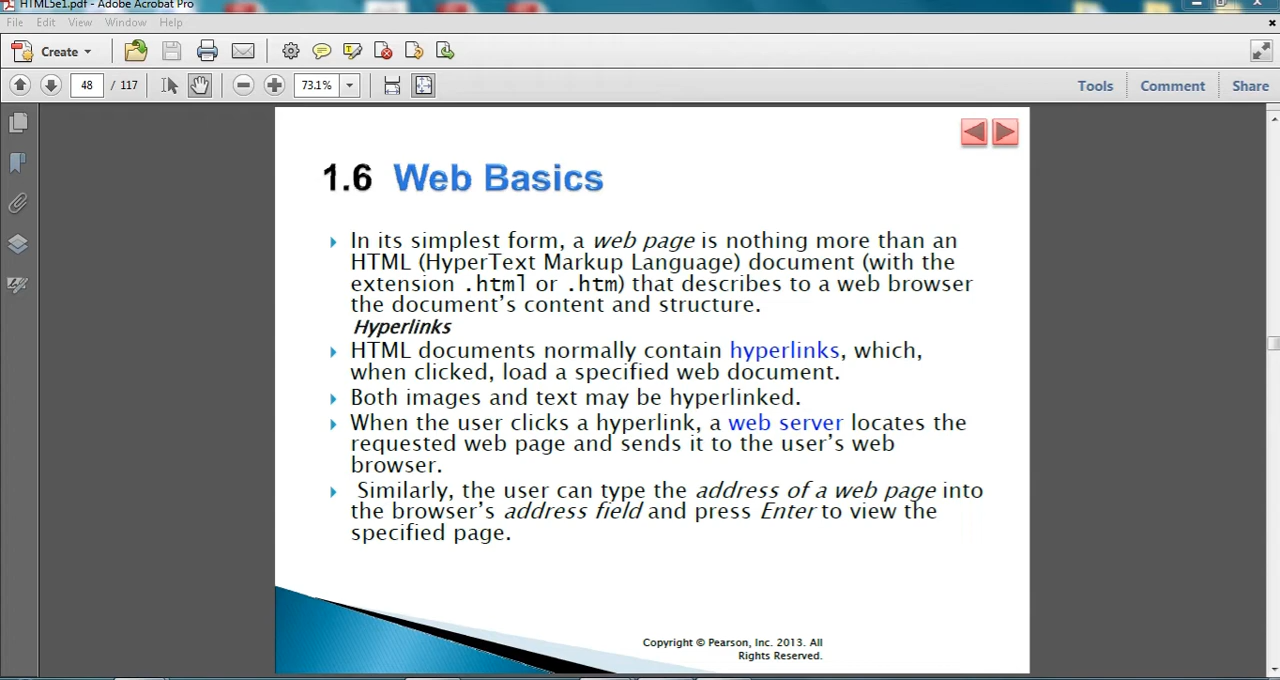 HTML5e1.pdf - Adobe Acrobat Pro
File Edit View Window Help
Create
48 / 117 73.1% Tools Comment Share
1.6 Web Basics
In its simplest form, a web page is nothing more than an
HTML (HyperText Markup Language) document (with the
extension .html or .htm) that describes to a web browser
the document's content and structure.
Hyperlinks
HTML documents normally contain hyperlinks, which,
when clicked, load a specified web document.
Both images and text may be hyperlinked.
When the user clicks a hyperlink, a web server locates the
requested web page and sends it to the user's web
browser.
Similarly, the user can type the address of a web page into
the browser's address field and press Enter to view the
specified page.
Copyright © Pearson, Inc. 2013. All
Rights Reserved.